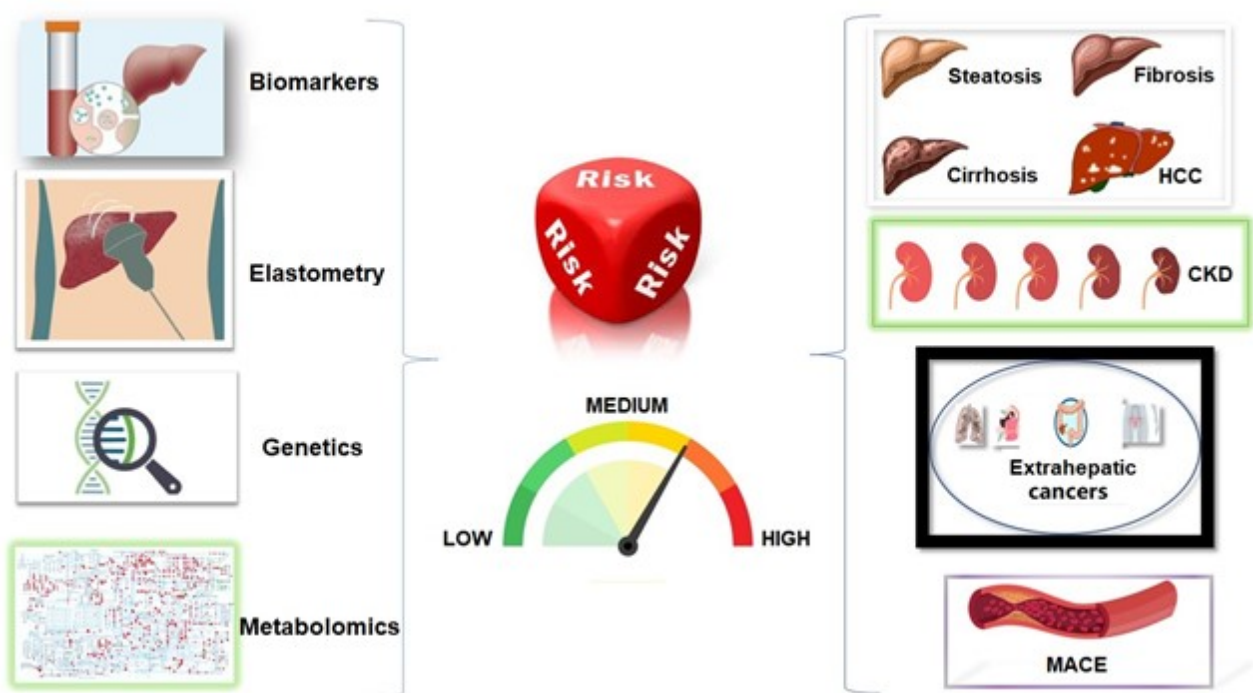 Biomarkers
Elastometry
Genetics
Metabolomics
Risk
Risk
Risk
MEDIUM
LOW
HIGH
Steatosis
Fibrosis
Cirrhosis
HCC
CKD
Extrahepatic
cancers
MACE